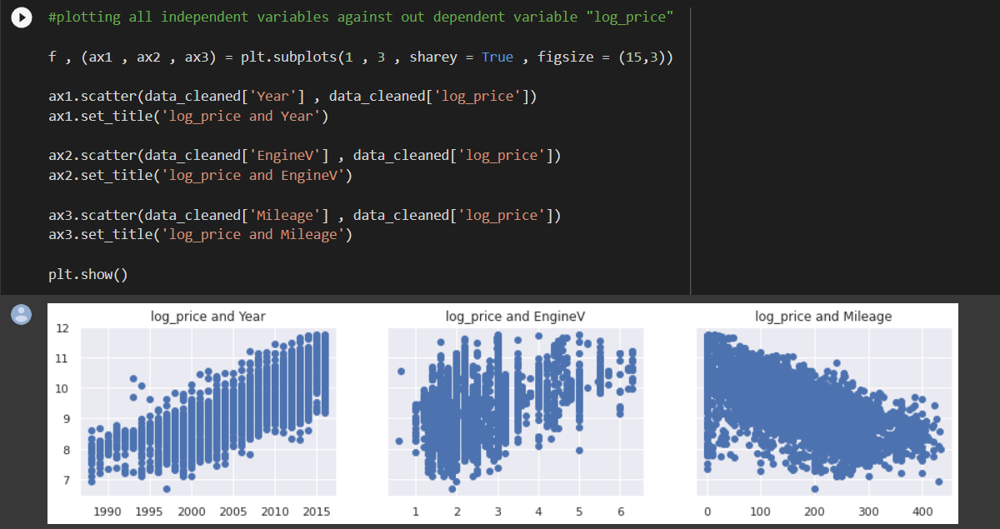 #plotting all independent variables against out dependent variable "log_price"
f , (ax1 , ax2 , ax3) = plt.subplots(1 , 3 , sharey = True , figsize = (15,3))
ax1.scatter(data_cleaned['Year'] , data_cleaned['log_price'])
ax1.set_title('log_price and Year')
ax2.scatter(data_cleaned['EngineV'] , data_cleaned['log_price'])
ax2.set_title('log_price and EngineV')
ax3.scatter(data_cleaned['Mileage'] , data_cleaned['log_price'])
ax3.set_title('log_price and Mileage')
plt.show()
log_price and Year
12
11
10
9
8
7
1990 1995 2000 2005 2010 2015
log_price and EngineV
1 2 3 4 5 6
log_price and Mileage
0 100 200 300 400